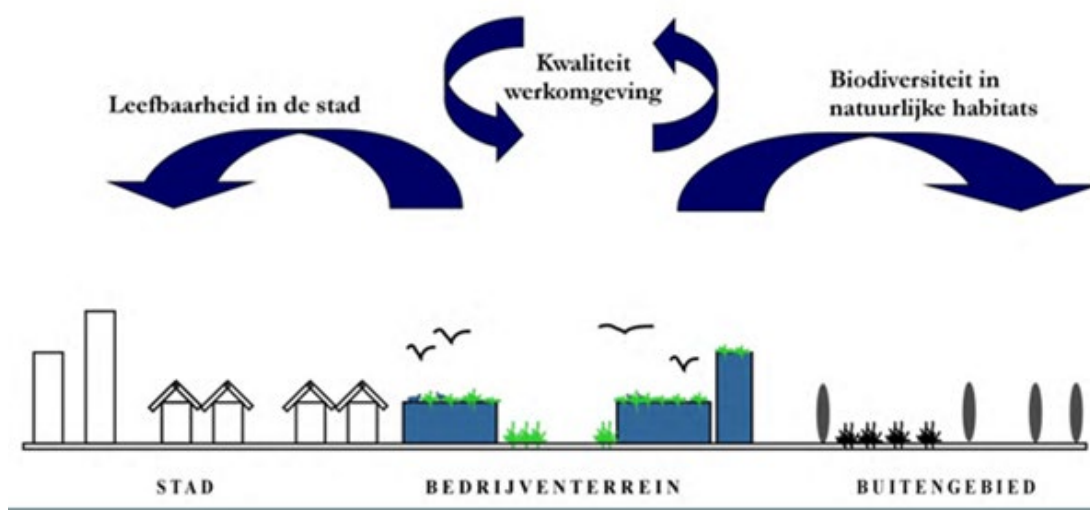 Leefbaarheid in de stad
Kwaliteit
werkomgeving
Biodiversiteit in
natuurlijke habitats
STAD
BEDRIJVENTERREIN
BUITENGEBIED